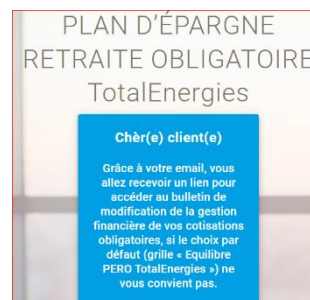 PLAN D'ÉPARGNE
RETRAITE OBLIGATOIRE
TotalEnergies
Chèr(e) client(e)
Grâce à votre email, vous
allez recevoir un lien pour
accéder au bulletin de
modification de la gestion
financière de vos cotisations
obligatoires, si le choix par
défaut (grille « Equilibre
PERO TotalEnergies ») ne
vous convient pas.